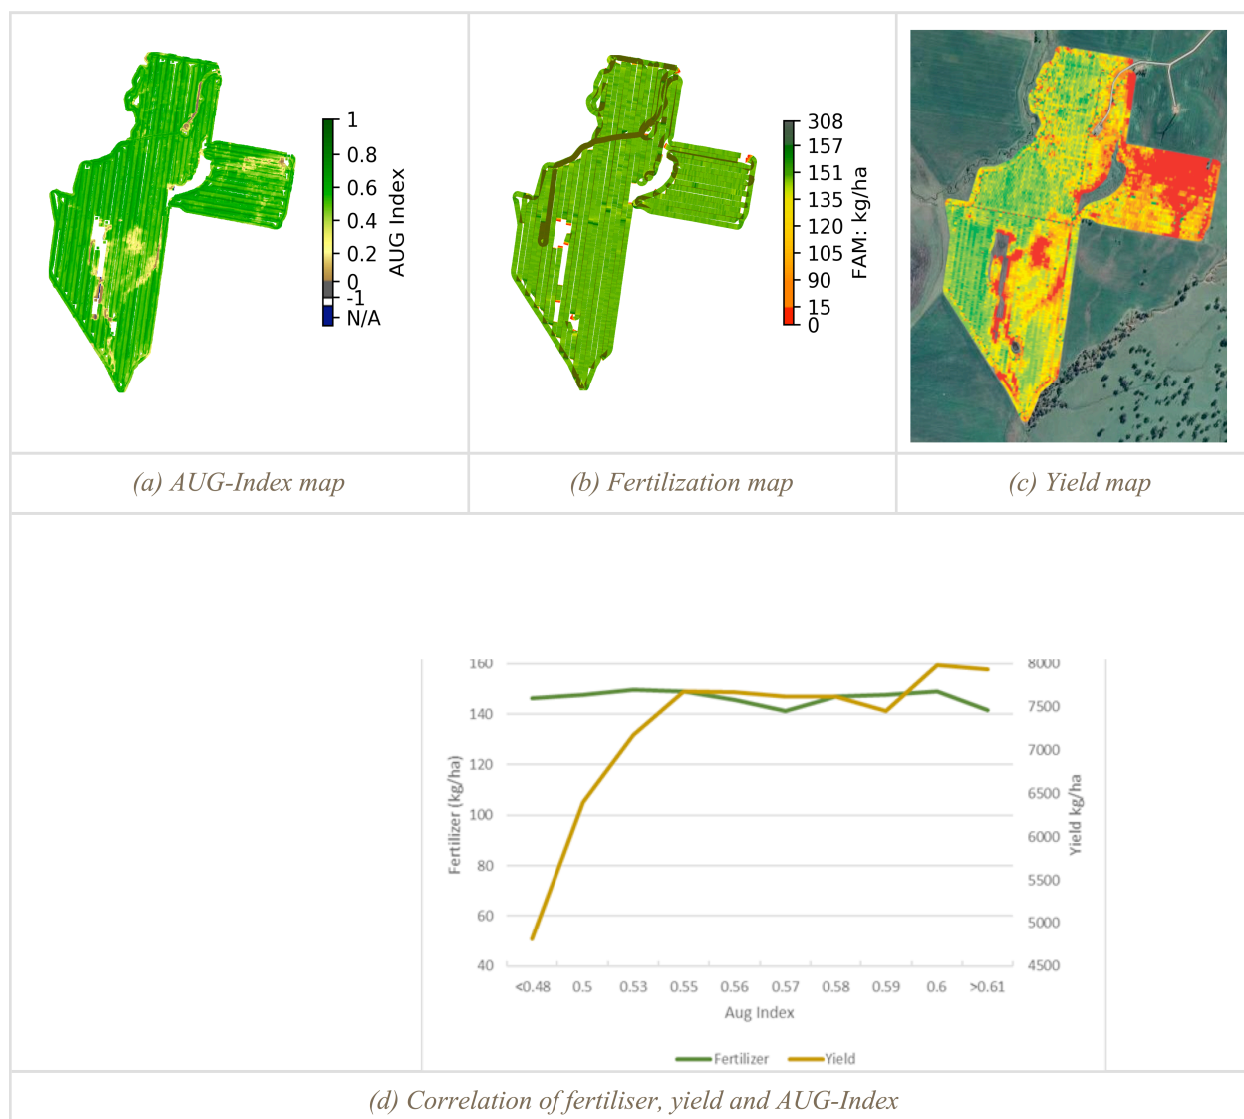 1
0.8
0.6
0.4
0.2
0
-1
N/A
AUG Index
308
157
151
135
120
105
90
15
0
FAM: kg/ha
(a) AUG-Index map
(b) Fertilization map
(c) Yield map
160
140
120
100
80
60
40
Fertilizer (kg/ha)
8000
7500
7000
6500
6000
5500
5000
4500
Yield kg/ha
<0.48 0.5 0.53 0.55 0.56 0.57 0.58 0.59 0.6 >0.61
Aug Index
Fertilizer Yield
(d) Correlation of fertiliser, yield and AUG-Index